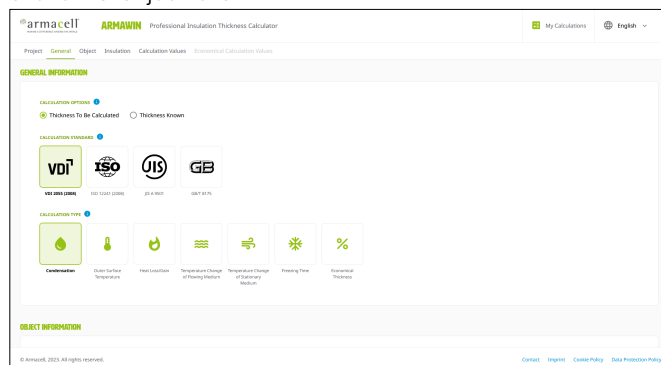 armacell
ARMAWIN
Professional Insulation Thickness Calculator
My Calculations
English
Project General Object Insulation Calculation Values Economical Calculation Values
GENERAL INFORMATION
CALCULATION OPTIONS
Thickness To Be Calculated Thickness Known
CALCULATION STANDARD
VDI ISO JIS GB
VDI 2055 (2008) ISO 12241 (2008) JIS A 9501 GB/T 8175
CALCULATION TYPE
Condensation Outer Surface Temperature Heat Loss/Gain Temperature Change of Flowing Medium Temperature Change of Stationary Medium Freezing Time Economical Thickness
OBJECT INFORMATION
© Armacell, 2023. All rights reserved.
Contact Imprint Cookie Policy Data Protection Policy